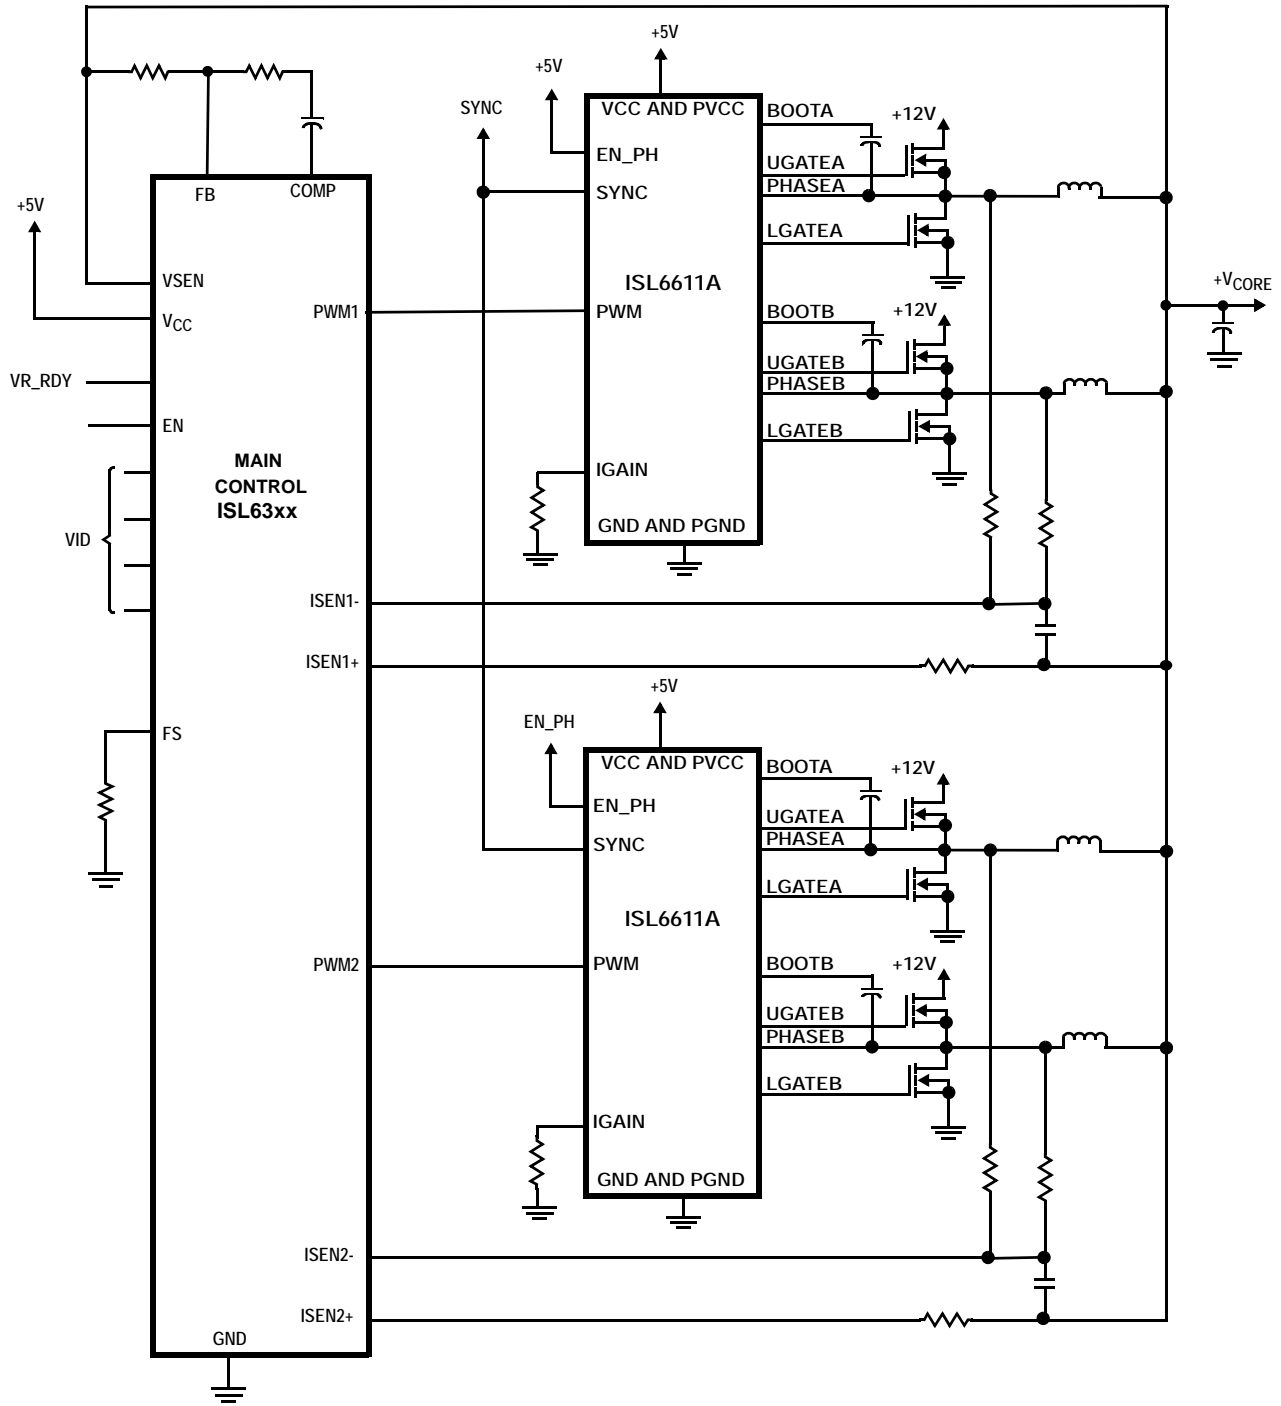 +5V
+5V
SYNC
VCC AND PVCC
BOOTA
+12V
EN_PH
UGATEA
SYNC
PHASEA
LGATEA
ISL6611A
PWM
BOOTB
+12V
UGATEB
PHASEB
LGATEB
IGAIN
GND AND PGND
+VCORE
+5V
FB
COMP
VSEN
VCC
PWM1
VR_RDY
EN
MAIN
CONTROL
ISL63xx
VID
ISEN1-
ISEN1+
FS
+5V
EN_PH
VCC AND PVCC
BOOTA
+12V
EN_PH
UGATEA
SYNC
PHASEA
LGATEA
ISL6611A
PWM2
PWM
BOOTB
+12V
UGATEB
PHASEB
LGATEB
IGAIN
GND AND PGND
ISEN2-
ISEN2+
GND